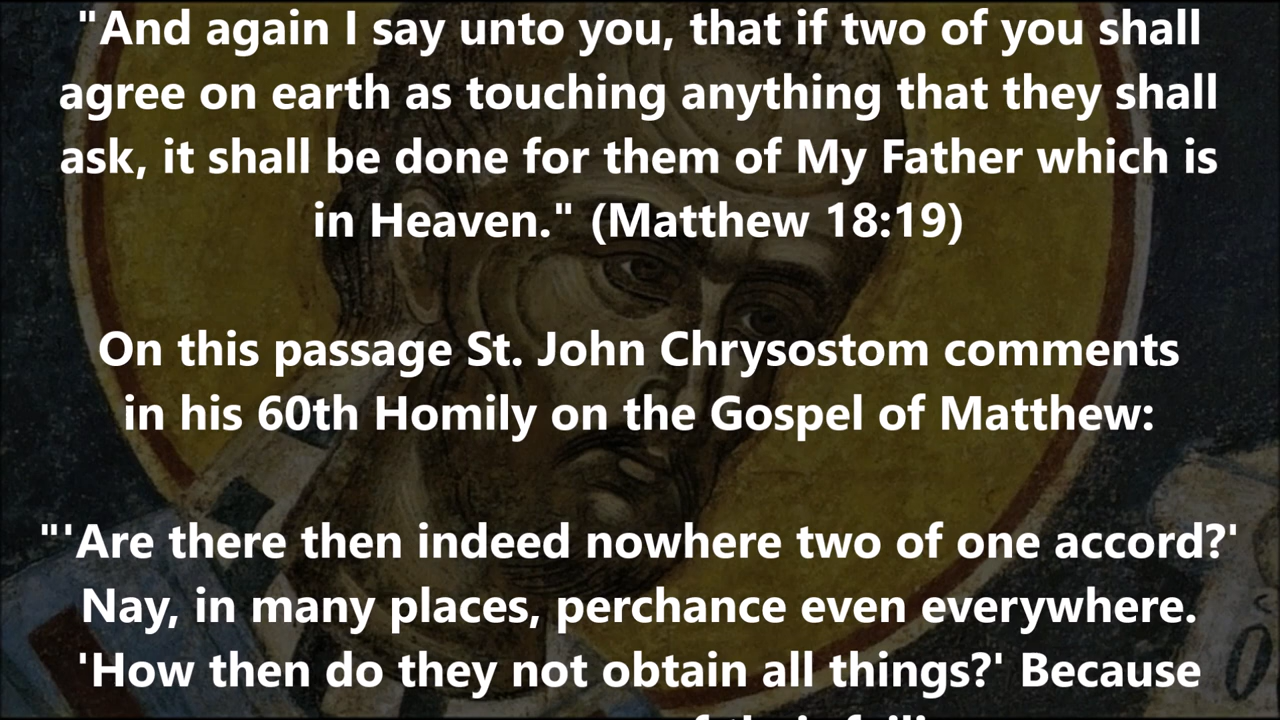 "And again I say unto you, that if two of you shall
agree on earth as touching anything that they shall
ask, it shall be done for them of My Father which is
in Heaven." (Matthew 18:19)
On this passage St. John Chrysostom comments
in his 60th Homily on the Gospel of Matthew:
"'Are there then indeed nowhere two of one accord?'
Nay, in many places, perchance even everywhere.
'How then do they not obtain all things?' Because
of their